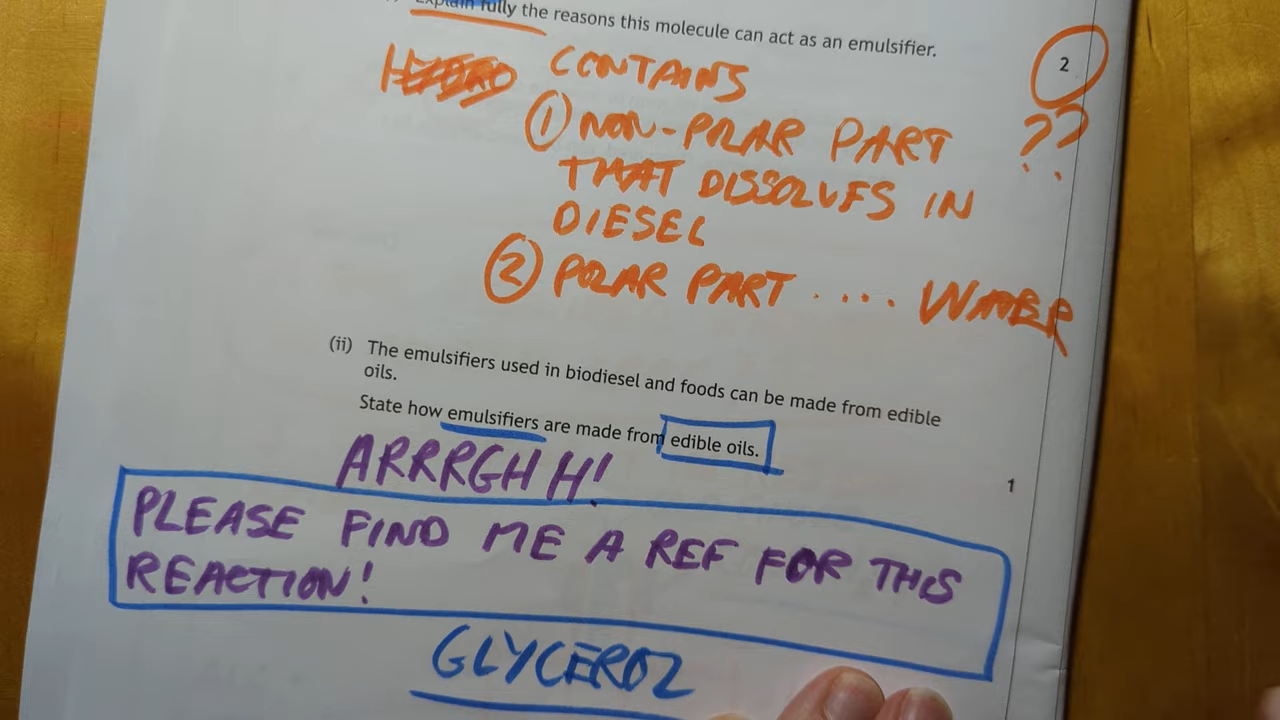 Explain fully the reasons this molecule can act as an emulsifier.
2
CONTAINS
① NON-POLAR PART
??
THAT DISSOLVES IN
DIESEL
② POLAR PART .... WATER
(ii) The emulsifiers used in biodiesel and foods can be made from edible
oils.
State how emulsifiers are made from edible oils.
1
ARRRGHH!
PLEASE FIND ME A REF FOR THIS
REACTION!
GLYCEROL